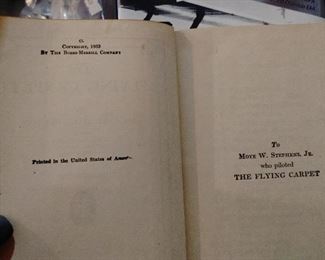 Copyright, 1932
By The Bobbs-Merrill Company
Printed in the United States of
To
Moye W. Stephens, Jr.
who piloted
THE FLYING CARPET